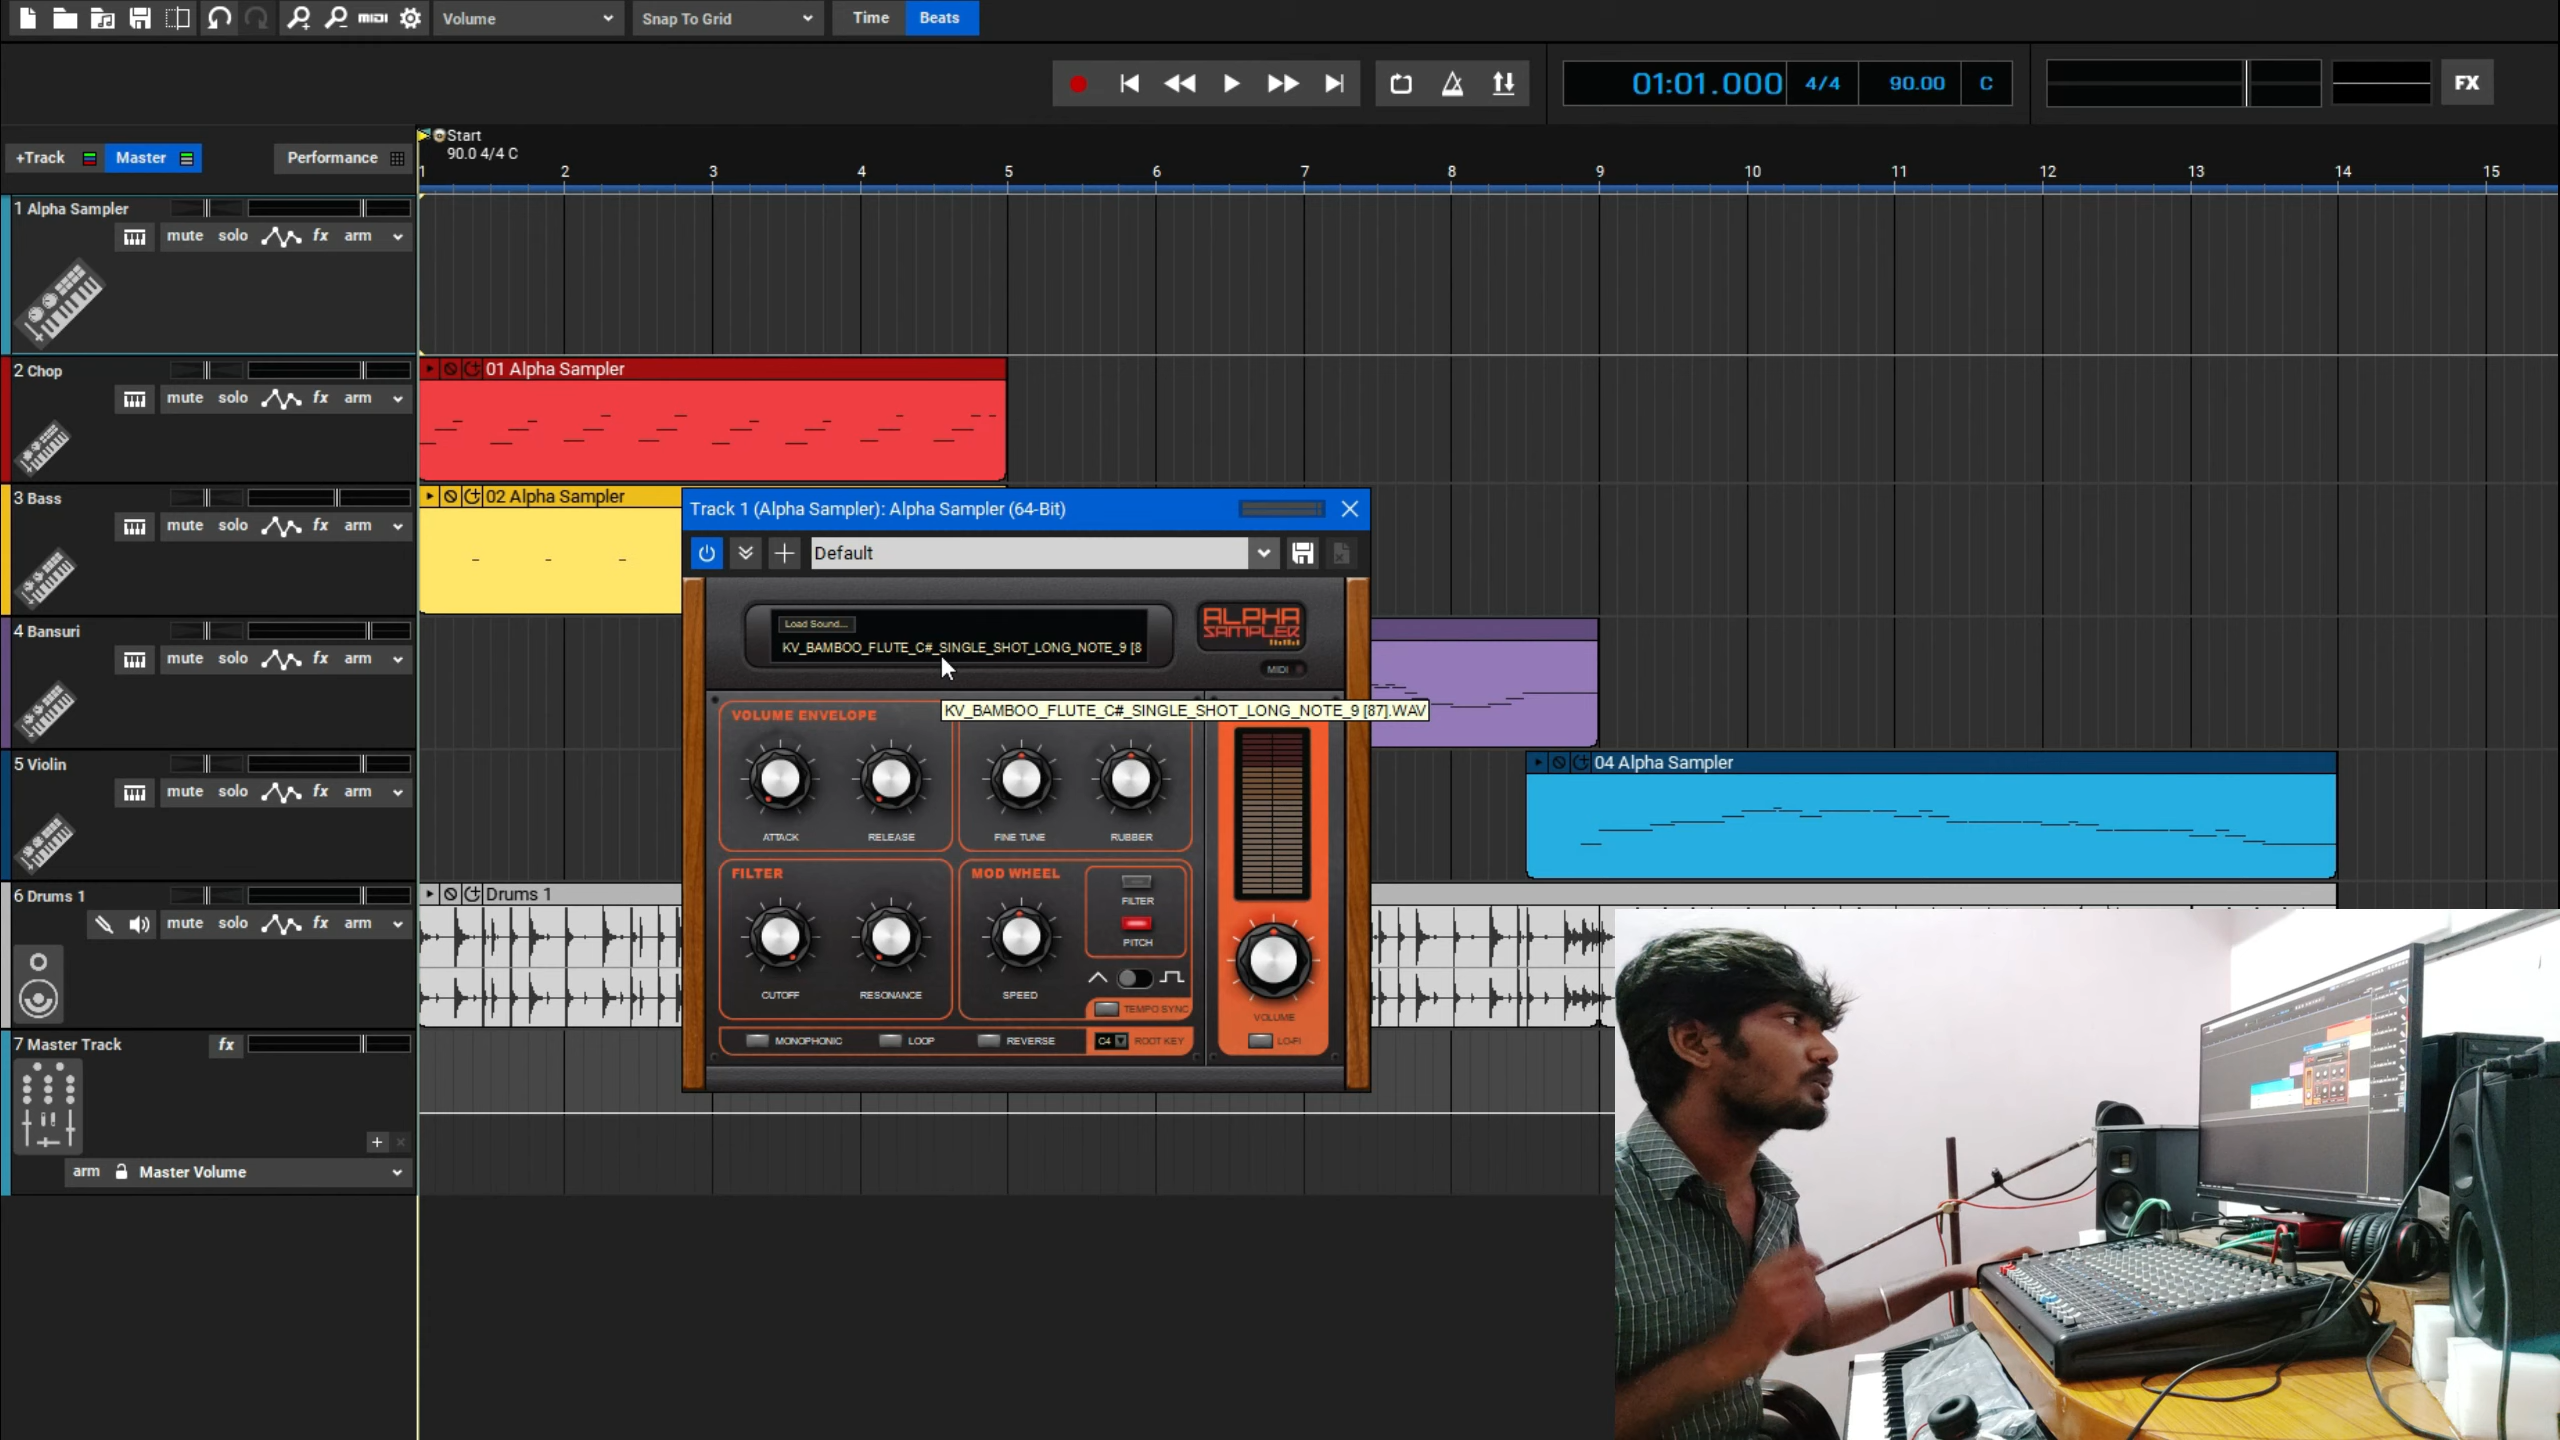 midi
Volume
Snap To Grid
Time
Beats
01:01.000
4/4
90.00
C
FX
+Track
Master
Performance
Start
90.0 4/4 C
1 2 3 4 5 6 7 8 9 10 11 12 13 14 15
1 Alpha Sampler
mute solo fx arm
2 Chop
mute solo fx arm
01 Alpha Sampler
3 Bass
mute solo fx arm
02 Alpha Sampler
Track 1 (Alpha Sampler): Alpha Sampler (64-Bit)
Default
Load Sound...
KV_BAMBOO_FLUTE_C#_SINGLE_SHOT_LONG_NOTE_9 [8
ALPHA
SAMPLER
MIDI
KV_BAMBOO_FLUTE_C#_SINGLE_SHOT_LONG_NOTE_9 [87].WAV
VOLUME ENVELOPE
ATTACK
RELEASE
FINE TUNE
RUBBER
FILTER
CUTOFF
RESONANCE
MOD WHEEL
SPEED
FILTER
PITCH
TEMPO SYNC
MONOPHONIC
LOOP
REVERSE
C4
ROOT KEY
VOLUME
LO-FI
4 Bansuri
mute solo fx arm
5 Violin
mute solo fx arm
04 Alpha Sampler
6 Drums 1
mute solo fx arm
Drums 1
7 Master Track
fx
arm
Master Volume